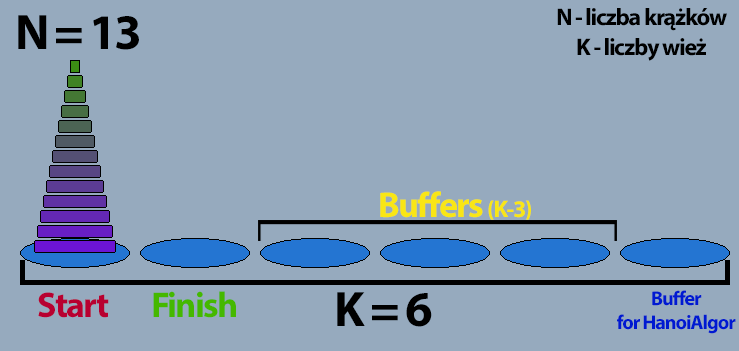 N = 13
N - liczba krążków
K - liczby wież
Buffers (K-3)
Start
Finish
K = 6
Buffer
for HanoiAlgor